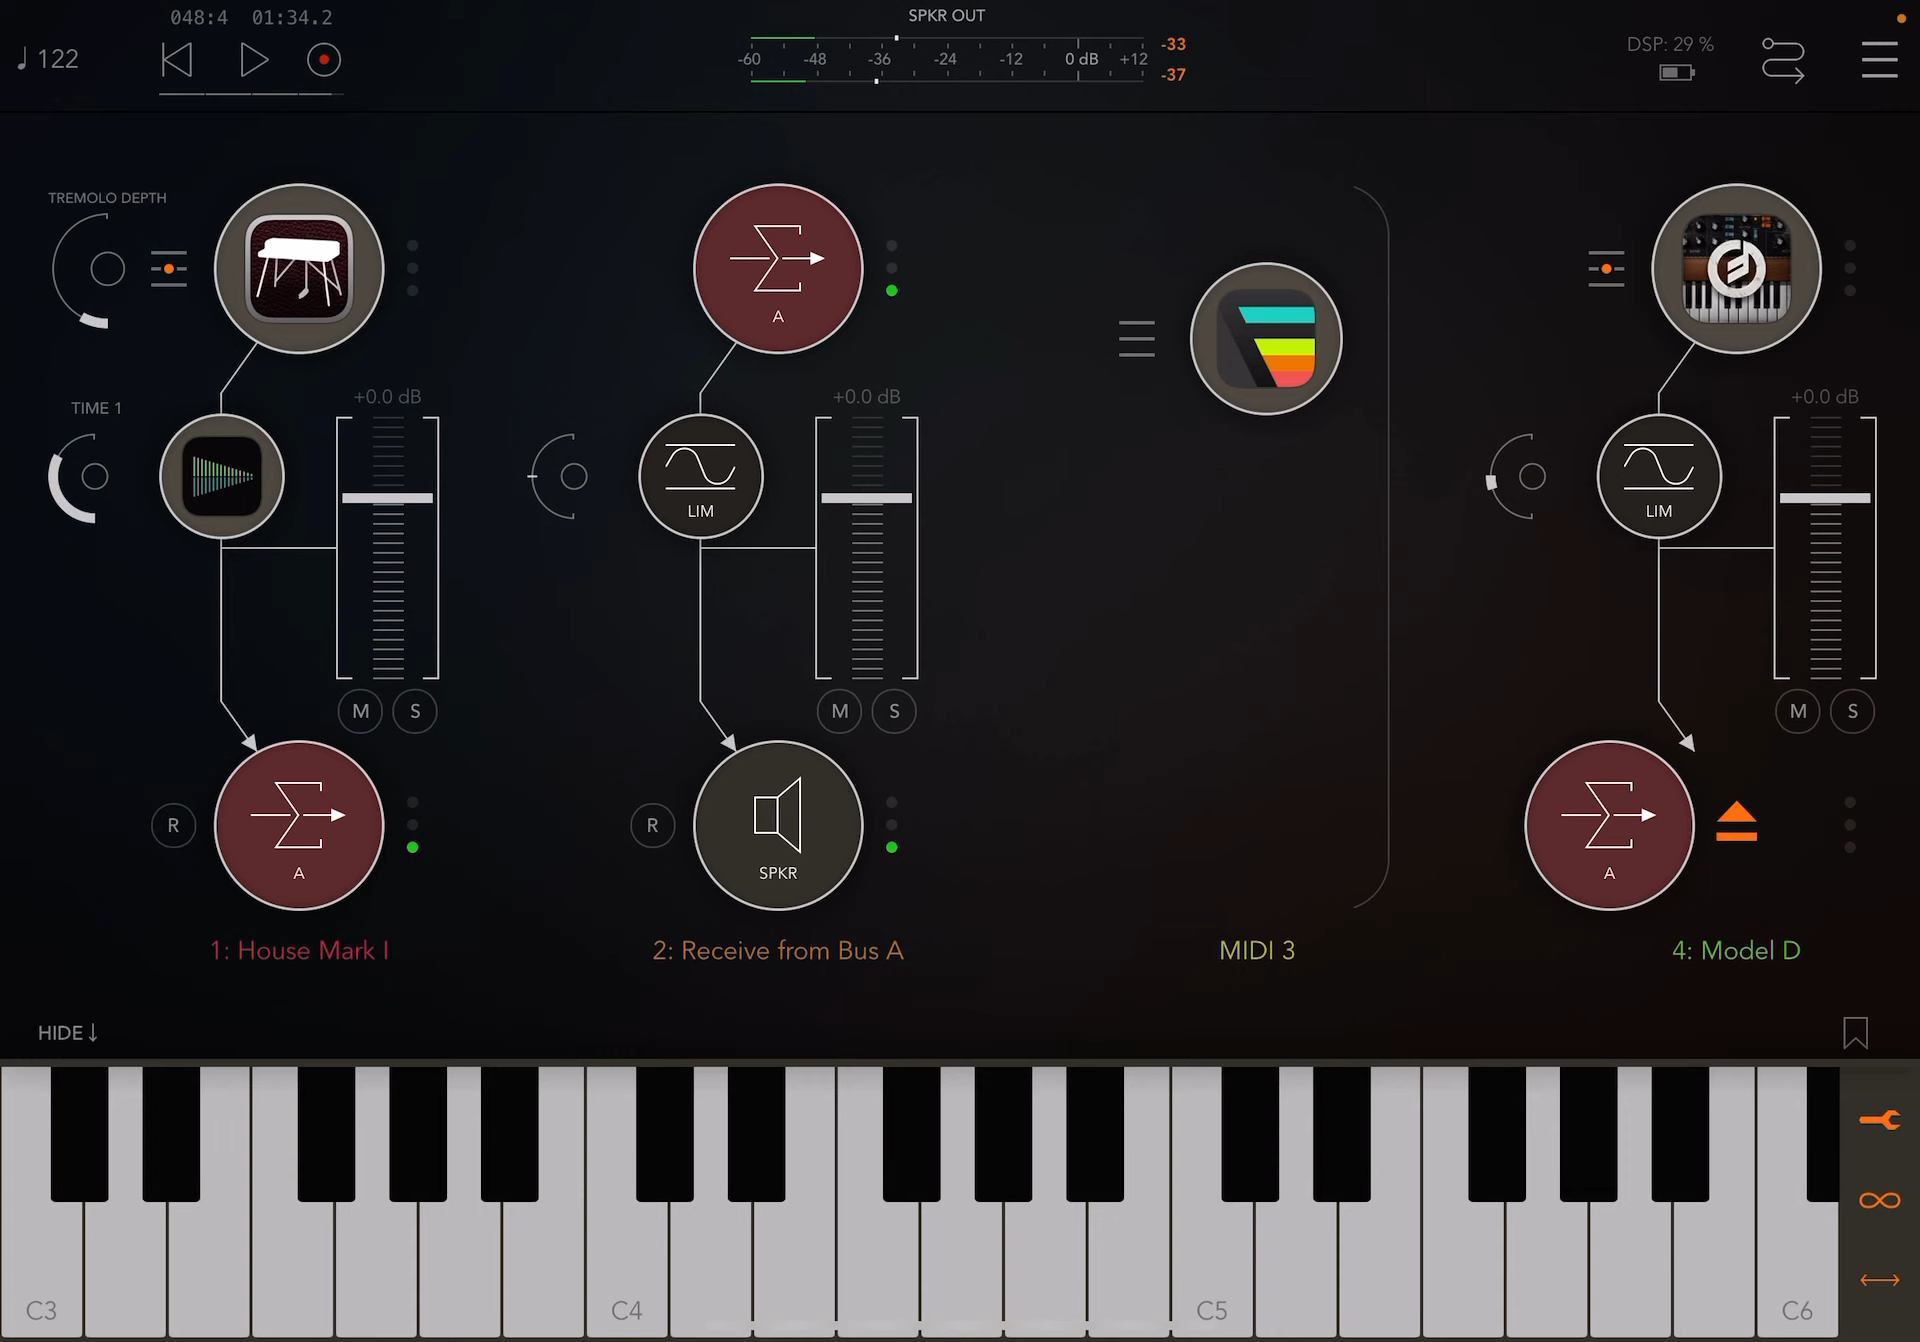 048:4 01:34.2
SPKR OUT
122
-33
-60 -48 -36 -24 -12 0 dB +12
-37
DSP: 29 %
TREMOLO DEPTH
A
TIME 1
+0.0 dB
+0.0 dB
+0.0 dB
LIM
LIM
M S
M S
M S
R
A
R
SPKR
A
1: House Mark I
2: Receive from Bus A
MIDI 3
4: Model D
HIDE↓
C3
C4
C5
C6